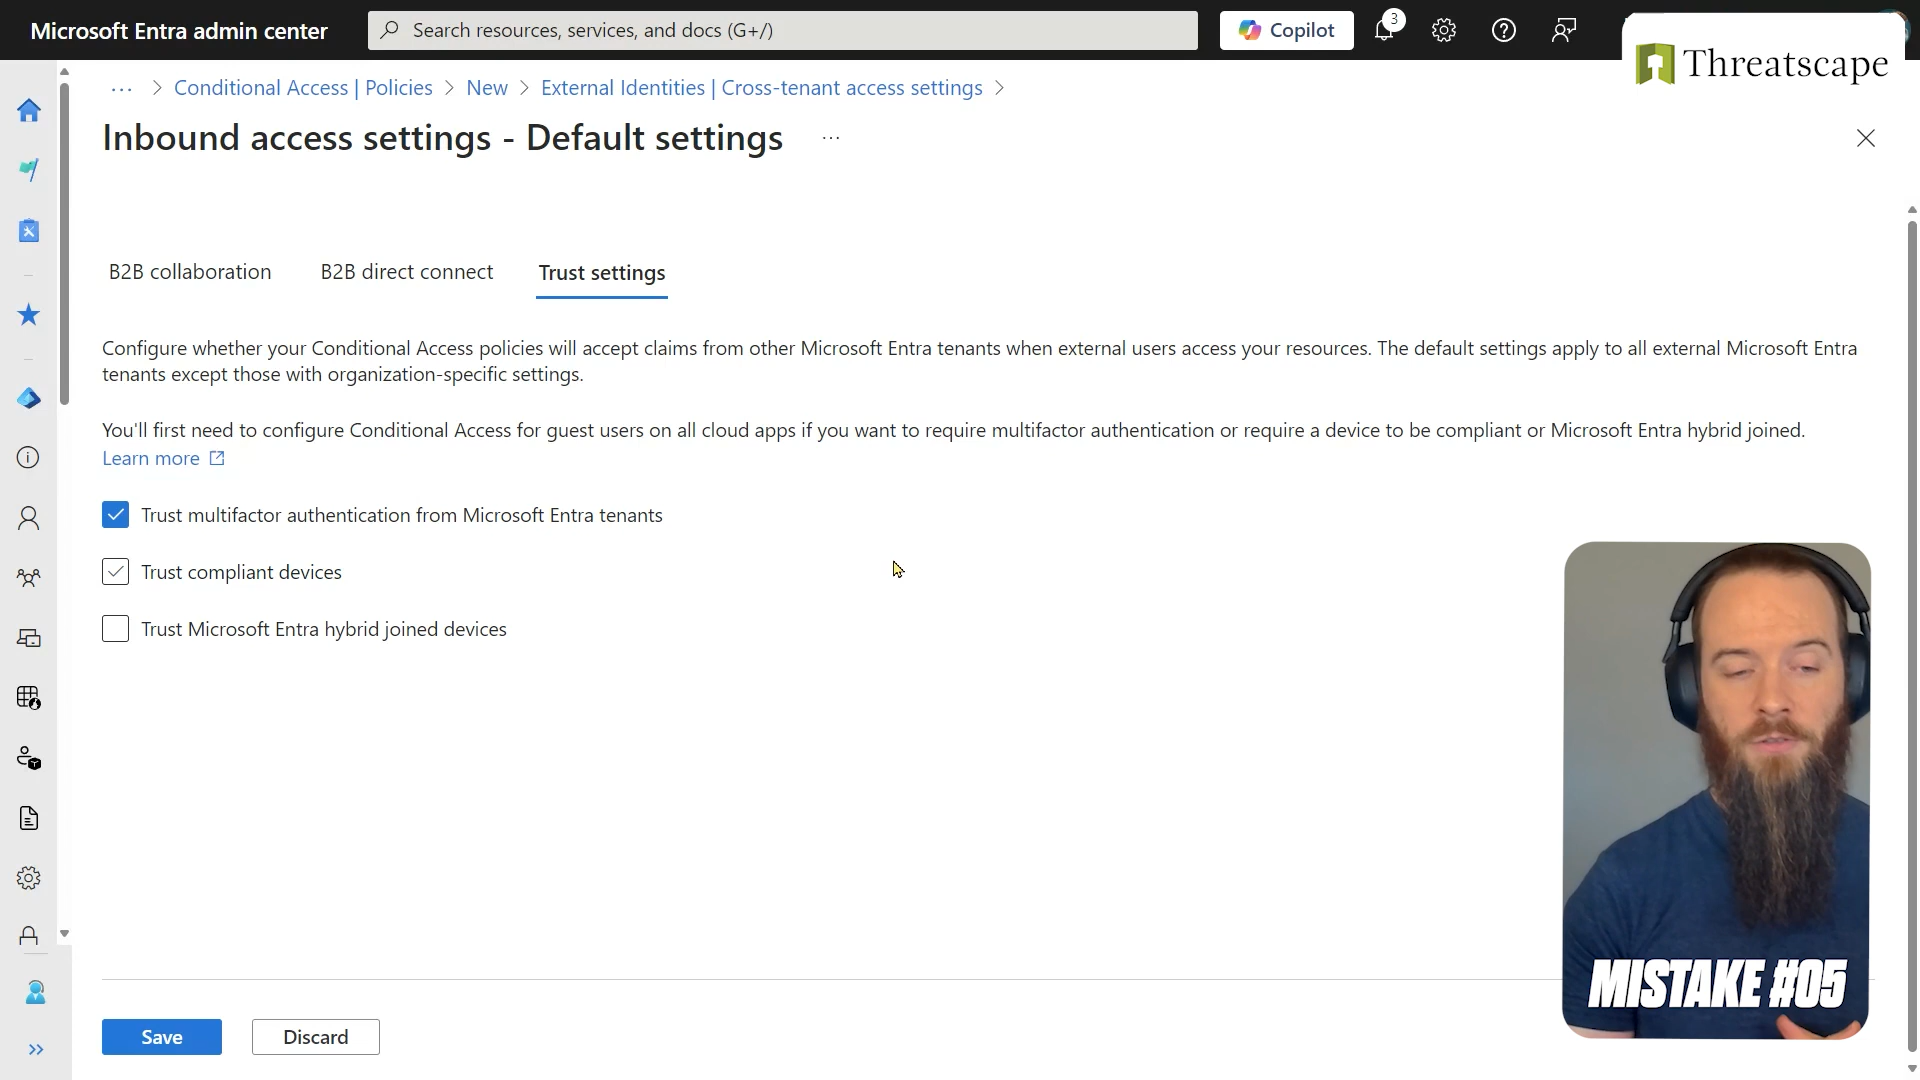 Microsoft Entra admin center
Search resources, services, and docs (G+/)
Copilot
3
Threatscape
... > Conditional Access | Policies > New > External Identities | Cross-tenant access settings >
Inbound access settings - Default settings ...
B2B collaboration
B2B direct connect
Trust settings
Configure whether your Conditional Access policies will accept claims from other Microsoft Entra tenants when external users access your resources. The default settings apply to all external Microsoft Entra
tenants except those with organization-specific settings.
You'll first need to configure Conditional Access for guest users on all cloud apps if you want to require multifactor authentication or require a device to be compliant or Microsoft Entra hybrid joined.
Learn more
Trust multifactor authentication from Microsoft Entra tenants
Trust compliant devices
Trust Microsoft Entra hybrid joined devices
MISTAKE #05
Save
Discard